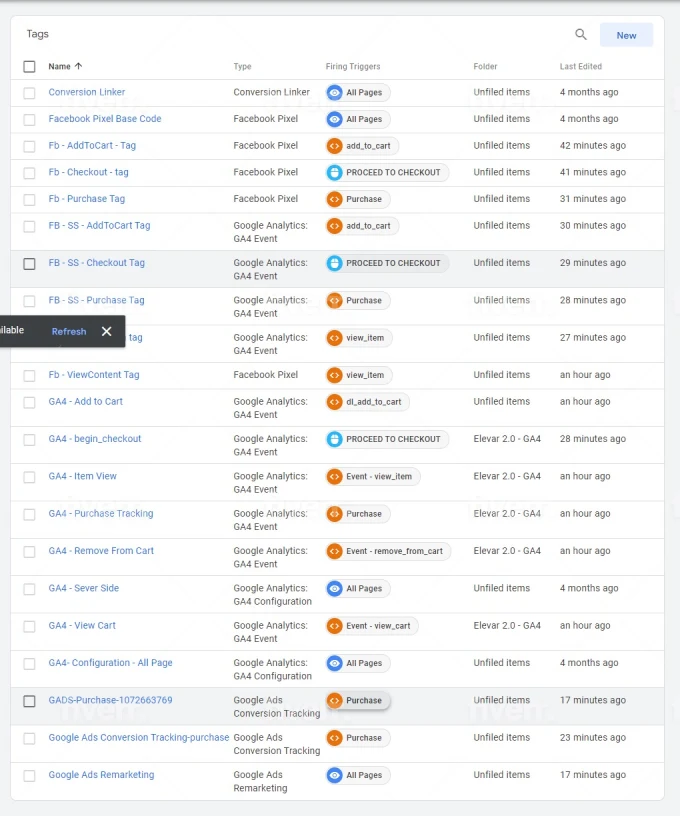 Tags
New
Name Type Firing Triggers Folder Last Edited
Conversion Linker Conversion Linker All Pages Unfiled items 4 months ago
Facebook Pixel Base Code Facebook Pixel All Pages Unfiled items 4 months ago
Fb - AddToCart - Tag Facebook Pixel add_to_cart Unfiled items 42 minutes ago
Fb - Checkout - tag Facebook Pixel PROCEED TO CHECKOUT Unfiled items 41 minutes ago
Fb - Purchase Tag Facebook Pixel Purchase Unfiled items 31 minutes ago
FB - SS - AddToCart Tag Google Analytics: add_to_cart Unfiled items 30 minutes ago
GA4 Event
FB - SS - Checkout Tag Google Analytics: PROCEED TO CHECKOUT Unfiled items 29 minutes ago
GA4 Event
FB - SS - Purchase Tag Google Analytics: Purchase Unfiled items 28 minutes ago
GA4 Event
ilable Refresh
tag Google Analytics: view_item Unfiled items 27 minutes ago
GA4 Event
Fb - ViewContent Tag Facebook Pixel view_item Unfiled items an hour ago
GA4 - Add to Cart Google Analytics: dl_add_to_cart Unfiled items an hour ago
GA4 Event
GA4 - begin_checkout Google Analytics: PROCEED TO CHECKOUT Elevar 2.0 - GA4 28 minutes ago
GA4 Event
GA4 - Item View Google Analytics: Event - view_item Elevar 2.0 - GA4 an hour ago
GA4 Event
GA4 - Purchase Tracking Google Analytics: Purchase Elevar 2.0 - GA4 an hour ago
GA4 Event
GA4 - Remove From Cart Google Analytics: Event - remove_from_cart Elevar 2.0 - GA4 an hour ago
GA4 Event
GA4 - Sever Side Google Analytics: All Pages Unfiled items 4 months ago
GA4 Configuration
GA4 - View Cart Google Analytics: Event - view_cart Elevar 2.0 - GA4 an hour ago
GA4 Event
GA4- Configuration - All Page Google Analytics: All Pages Unfiled items 4 months ago
GA4 Configuration
GADS-Purchase-1072663769 Google Ads Purchase Unfiled items 17 minutes ago
Conversion Tracking
Google Ads Conversion Tracking-purchase Google Ads Purchase Unfiled items 23 minutes ago
Conversion Tracking
Google Ads Remarketing Google Ads All Pages Unfiled items 17 minutes ago
Remarketing